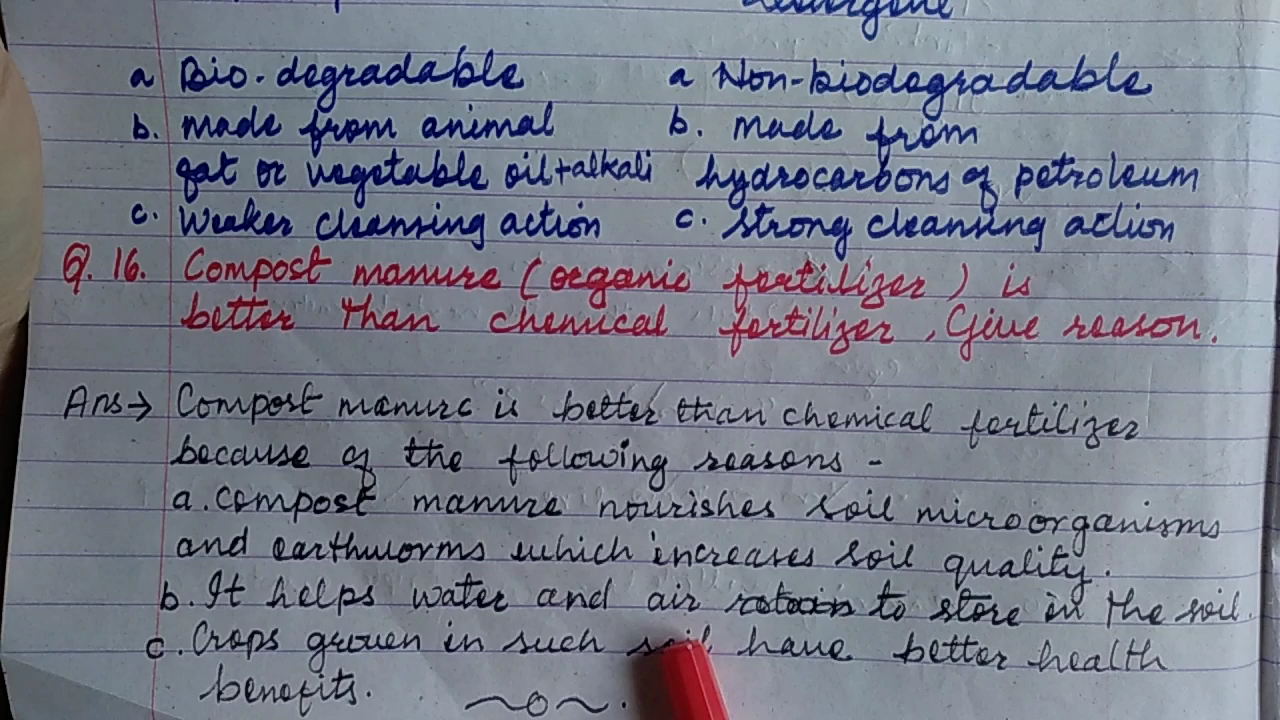 Detergent
a Bio-degradable a Non-biodegradable
b. made from animal b. made from
fat or vegetable oil+alkali hydrocarbons of petroleum
c. Weaker cleansing action c. Strong cleansing action
Q. 16. Compost manure (organic fertilizer) is
better than chemical fertilizer, Give reason.
Ans→ Compost manure is better than chemical fertilizer
because of the following reasons -
a. Compost manure nourishes soil microorganisms
and earthworms which increases soil quality.
b. It helps water and air to store in the soil.
c. Crops grown in such soil have better health
benefits.